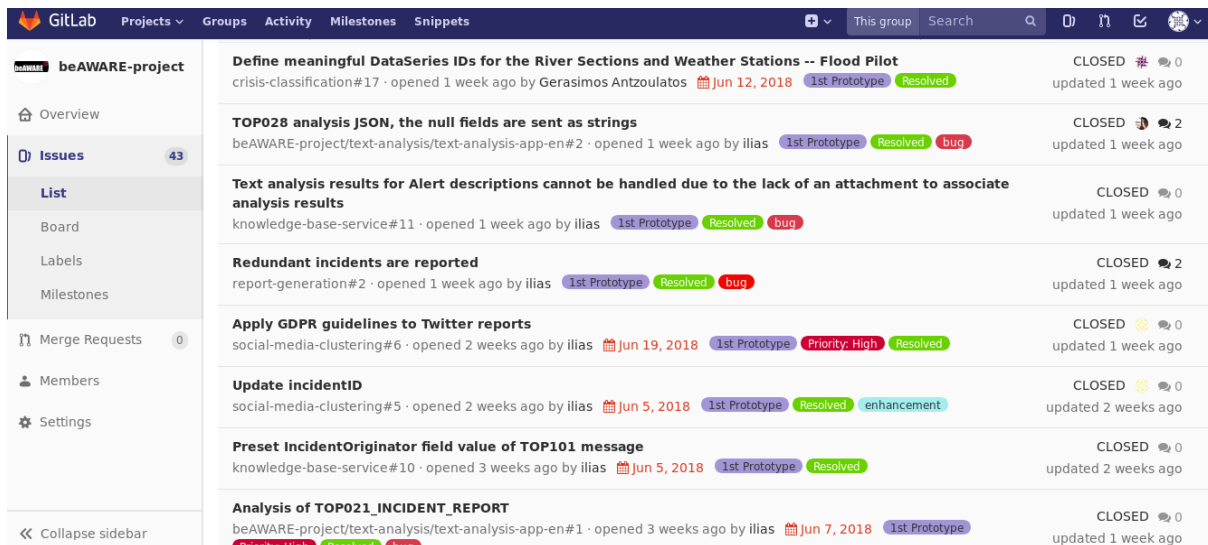 GitLab Projects Groups Activity Milestones Snippets This group Search
beAWARE beAWARE-project
Overview
Issues 43
List
Board
Labels
Milestones
Merge Requests 0
Members
Settings
Collapse sidebar
Define meaningful DataSeries IDs for the River Sections and Weather Stations -- Flood Pilot CLOSED 0
crisis-classification#17 · opened 1 week ago by Gerasimos Antzoulatos Jun 12, 2018 1st Prototype Resolved updated 1 week ago
TOP028 analysis JSON, the null fields are sent as strings CLOSED 2
beAWARE-project/text-analysis/text-analysis-app-en#2 · opened 1 week ago by ilias 1st Prototype Resolved bug updated 1 week ago
Text analysis results for Alert descriptions cannot be handled due to the lack of an attachment to associate CLOSED 0
analysis results
knowledge-base-service#11 · opened 1 week ago by ilias 1st Prototype Resolved bug updated 1 week ago
Redundant incidents are reported CLOSED 2
report-generation#2 · opened 1 week ago by ilias 1st Prototype Resolved bug updated 1 week ago
Apply GDPR guidelines to Twitter reports CLOSED 0
social-media-clustering#6 · opened 2 weeks ago by ilias Jun 19, 2018 1st Prototype Priority: High Resolved updated 1 week ago
Update incidentID CLOSED 0
social-media-clustering#5 · opened 2 weeks ago by ilias Jun 5, 2018 1st Prototype Resolved enhancement updated 2 weeks ago
Preset IncidentOriginator field value of TOP101 message CLOSED 0
knowledge-base-service#10 · opened 3 weeks ago by ilias Jun 5, 2018 1st Prototype Resolved updated 2 weeks ago
Analysis of TOP021_INCIDENT_REPORT CLOSED 0
beAWARE-project/text-analysis/text-analysis-app-en#1 · opened 3 weeks ago by ilias Jun 7, 2018 1st Prototype updated 1 week ago
Priority: High Resolved bug